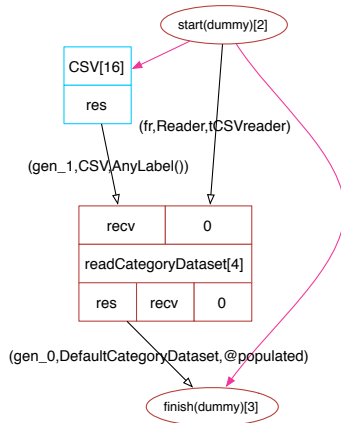 start(dummy)[2]
CSV[16]
res
(fr,Reader,tCSVreader)
(gen_1,CSV,AnyLabel())
recv 0
readCategoryDataset[4]
res recv 0
(gen_0,DefaultCategoryDataset,@populated)
finish(dummy)[3]